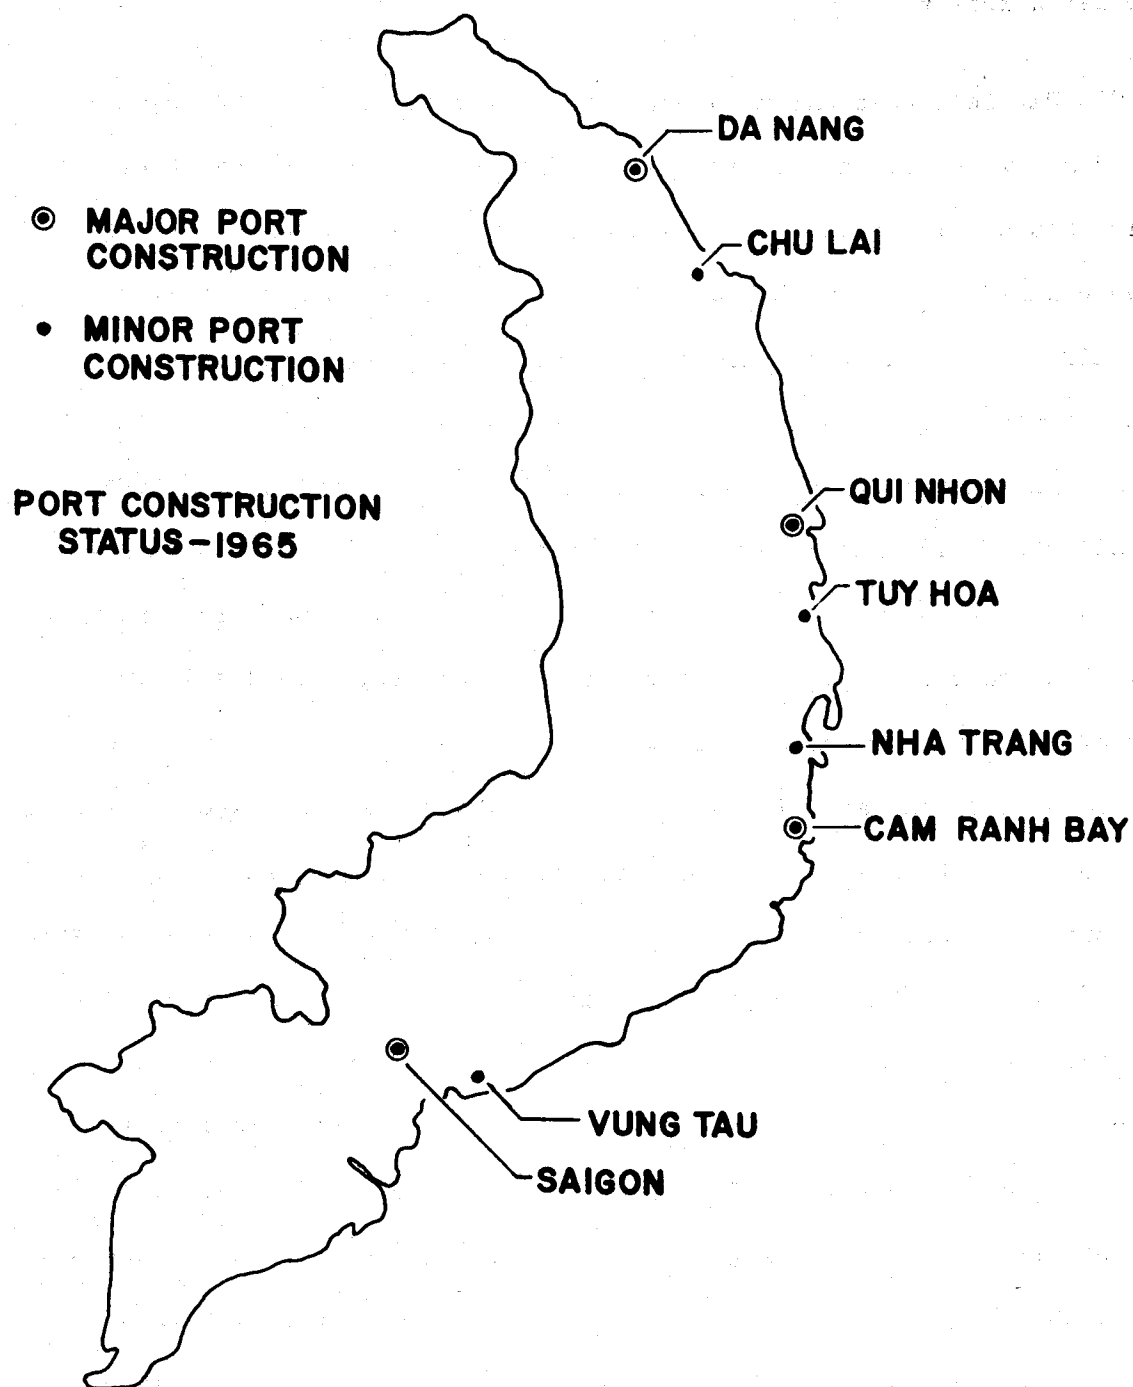 DA NANG
MAJOR PORT
CONSTRUCTION
CHU LAI
MINOR PORT
CONSTRUCTION
PORT CONSTRUCTION
STATUS-1965
QUI NHON
TUY HOA
NHA TRANG
CAM RANH BAY
VUNG TAU
SAIGON